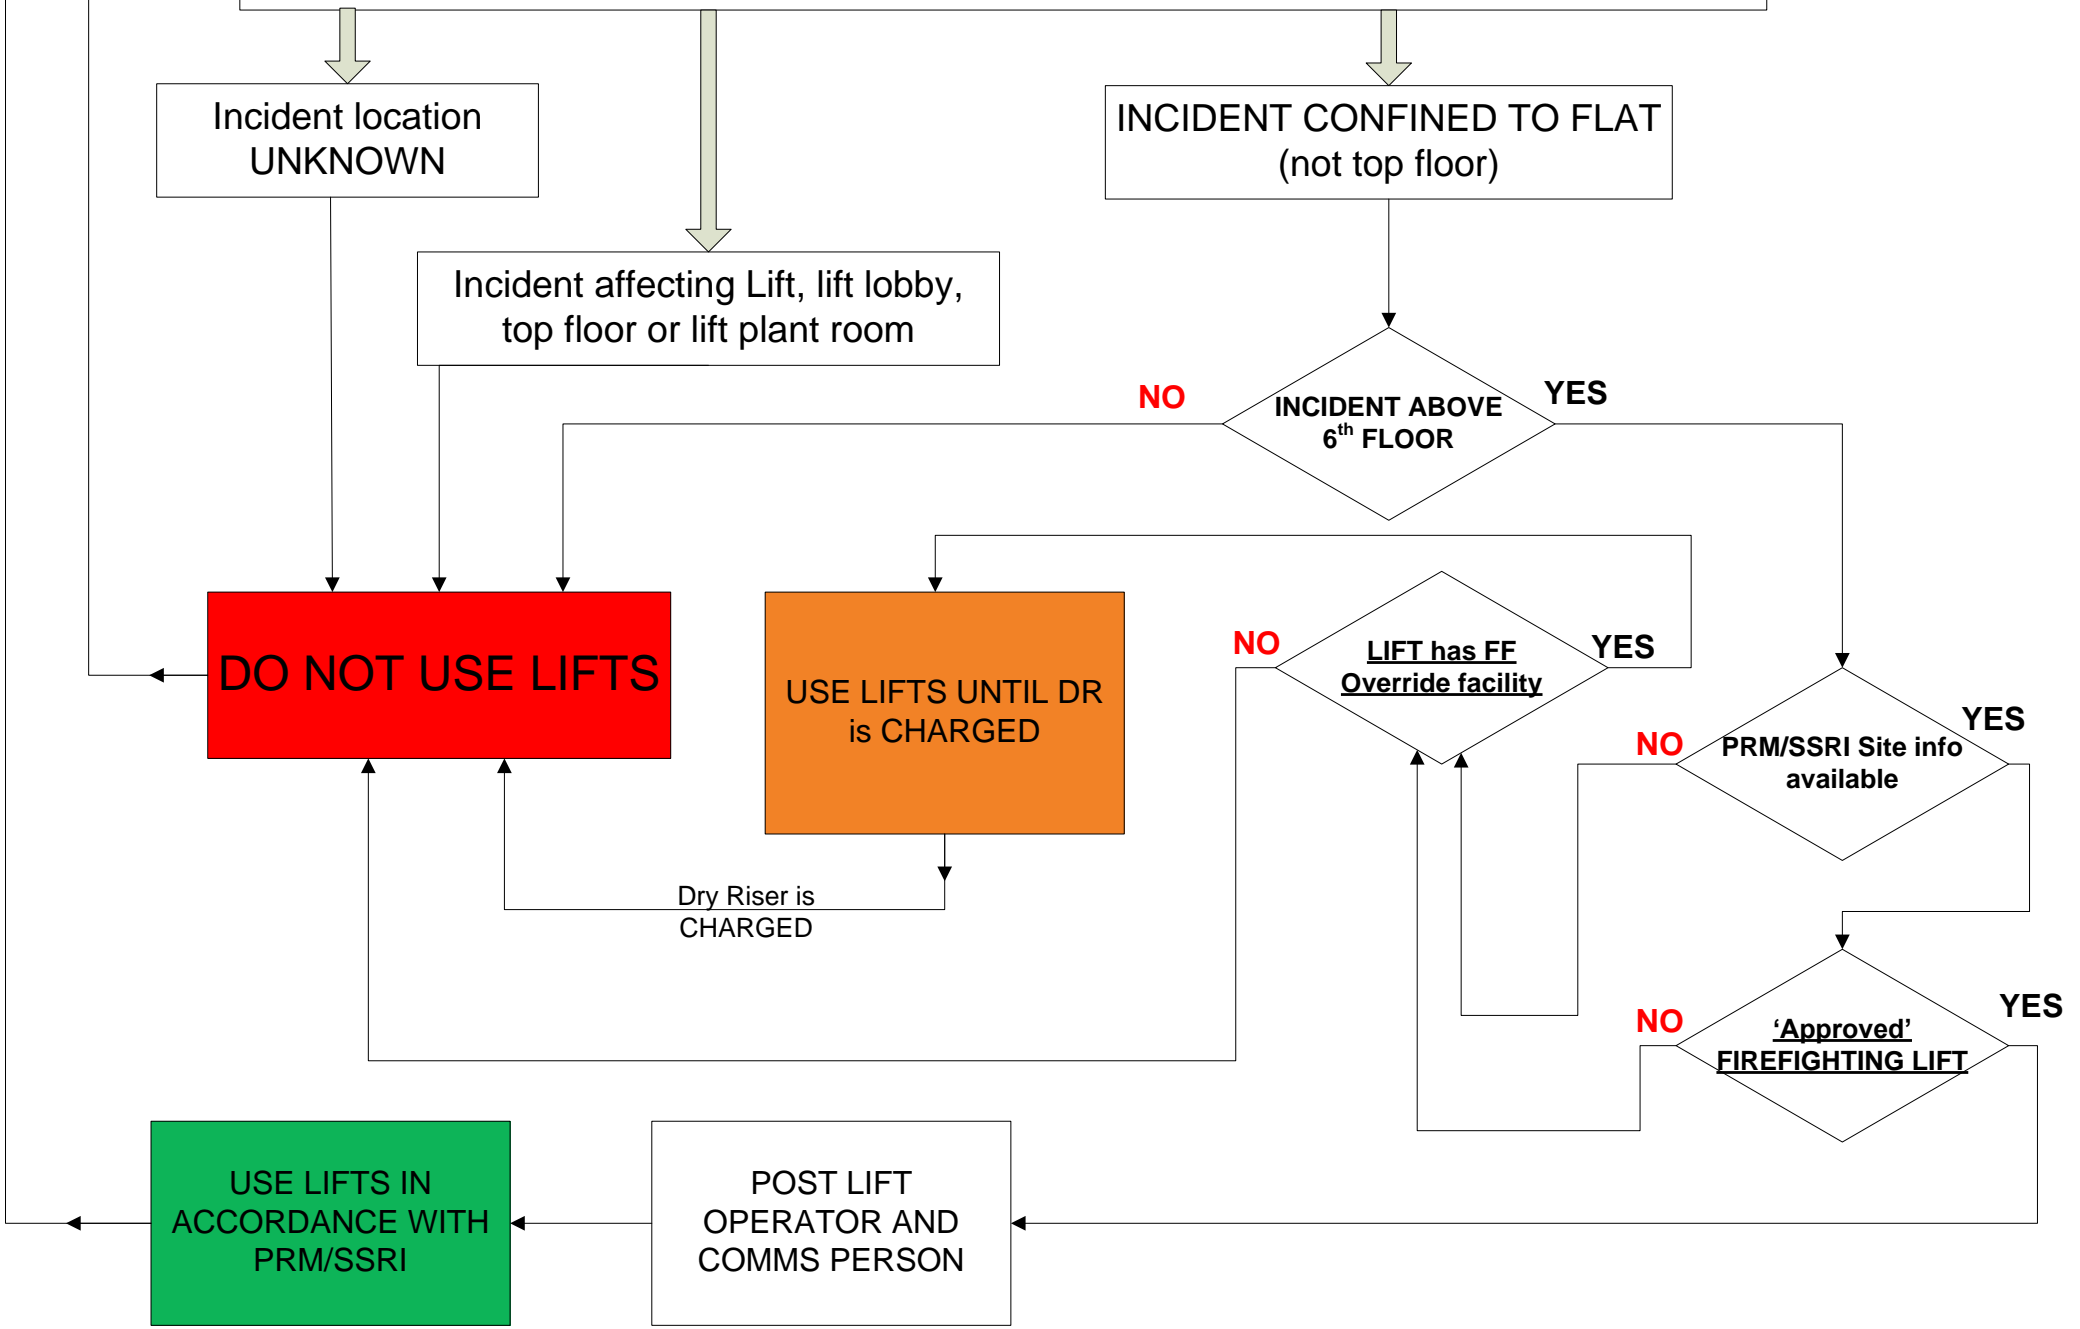 Incident location
UNKNOWN
INCIDENT CONFINED TO FLAT
(not top floor)
Incident affecting Lift, lift lobby,
top floor or lift plant room
NO
INCIDENT ABOVE
6th FLOOR
YES
DO NOT USE LIFTS
USE LIFTS UNTIL DR
is CHARGED
NO
LIFT has FF
Override facility
YES
NO
PRM/SSRI Site info
available
YES
Dry Riser is
CHARGED
NO
‘Approved’
FIREFIGHTING LIFT
YES
USE LIFTS IN
ACCORDANCE WITH
PRM/SSRI
POST LIFT
OPERATOR AND
COMMS PERSON